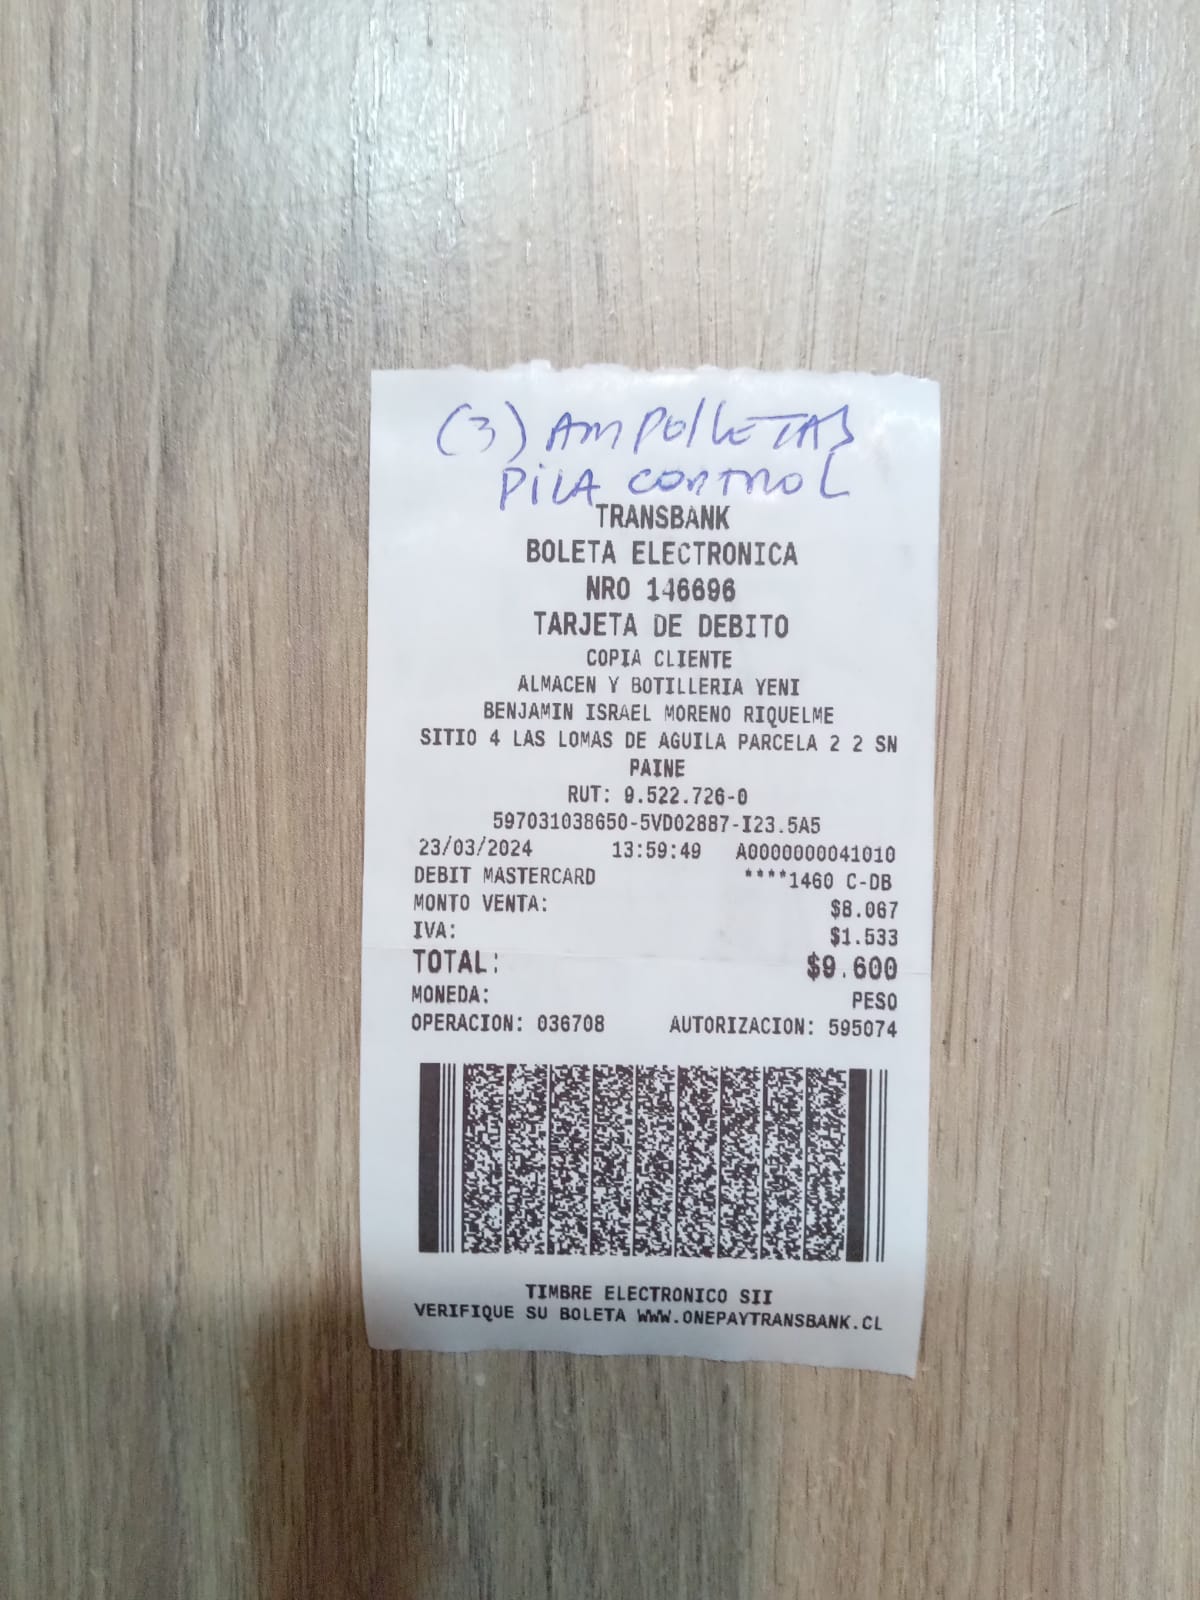 (3) AMPOLLETAS
PILA CONTROL
TRANSBANK
BOLETA ELECTRONICA
NRO 146696
TARJETA DE DEBITO
COPIA CLIENTE
ALMACEN Y BOTILLERIA YENI
BENJAMIN ISRAEL MORENO RIQUELME
SITIO 4 LAS LOMAS DE AGUILA PARCELA 2 2 SN
PAINE
RUT: 9.522.726-0
597031038650-5VD02887-I23.5A5
23/03/2024 13:59:49 A0000000041010
DEBIT MASTERCARD ****1460 C-DB
MONTO VENTA: $8.067
IVA: $1.533
TOTAL: $9.600
MONEDA: PESO
OPERACION: 036708 AUTORIZACION: 595074
TIMBRE ELECTRONICO SII
VERIFIQUE SU BOLETA WWW.ONEPAYTRANSBANK.CL